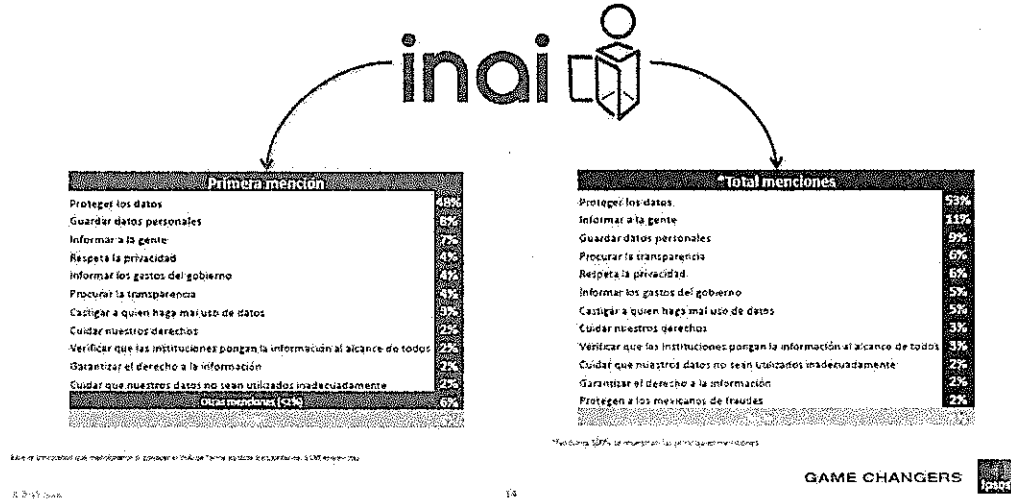 inai
Primera mención
Proteger los datos 48%
Guardar datos personales 8%
Informar a la gente 7%
Respeta la privacidad 4%
Informar los gastos del gobierno 4%
Procurar la transparencia 4%
Castigar a quien haga mal uso de datos 3%
Cuidar nuestros derechos 2%
Verificar que las instituciones pongan la información al alcance de todos 2%
Garantizar el derecho a la información 2%
Cuidar que nuestros datos no sean utilizados inadecuadamente 2%
Otras menciones 6%
*Total menciones
Proteger los datos 53%
Informar a la gente 11%
Guardar datos personales 9%
Procurar la transparencia 6%
Respeta la privacidad 6%
Informar los gastos del gobierno 5%
Castigar a quien haga mal uso de datos 5%
Cuidar nuestros derechos 3%
Verificar que las instituciones pongan la información al alcance de todos 3%
Cuidar que nuestros datos no sean utilizados inadecuadamente 2%
Garantizar el derecho a la información 2%
Protegen a los mexicanos de fraudes 2%
GAME CHANGERS
Ipsos
14